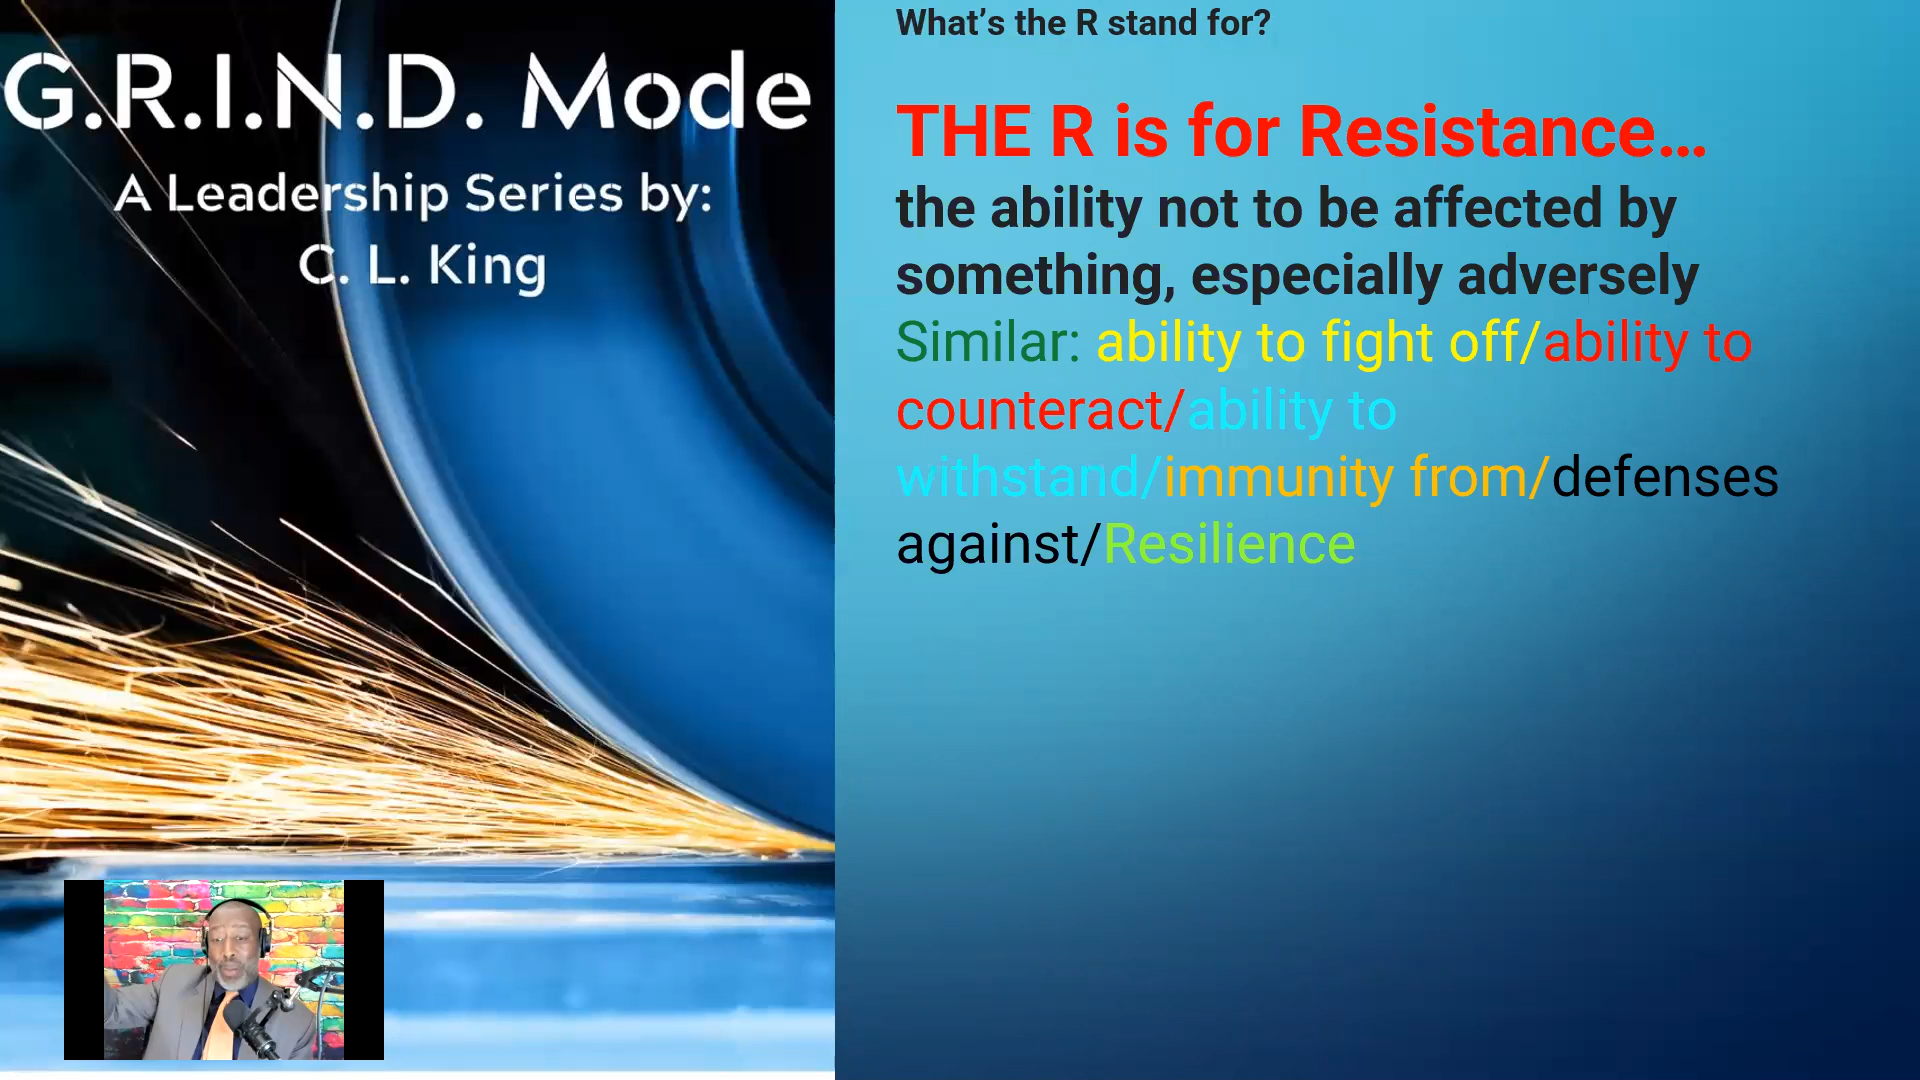 G.R.I.N.D. Mode
A Leadership Series by:
C. L. King
What’s the R stand for?
THE R is for Resistance...
the ability not to be affected by
something, especially adversely
Similar: ability to fight off/ability to
counteract/ability to
withstand/immunity from/defenses
against/Resilience